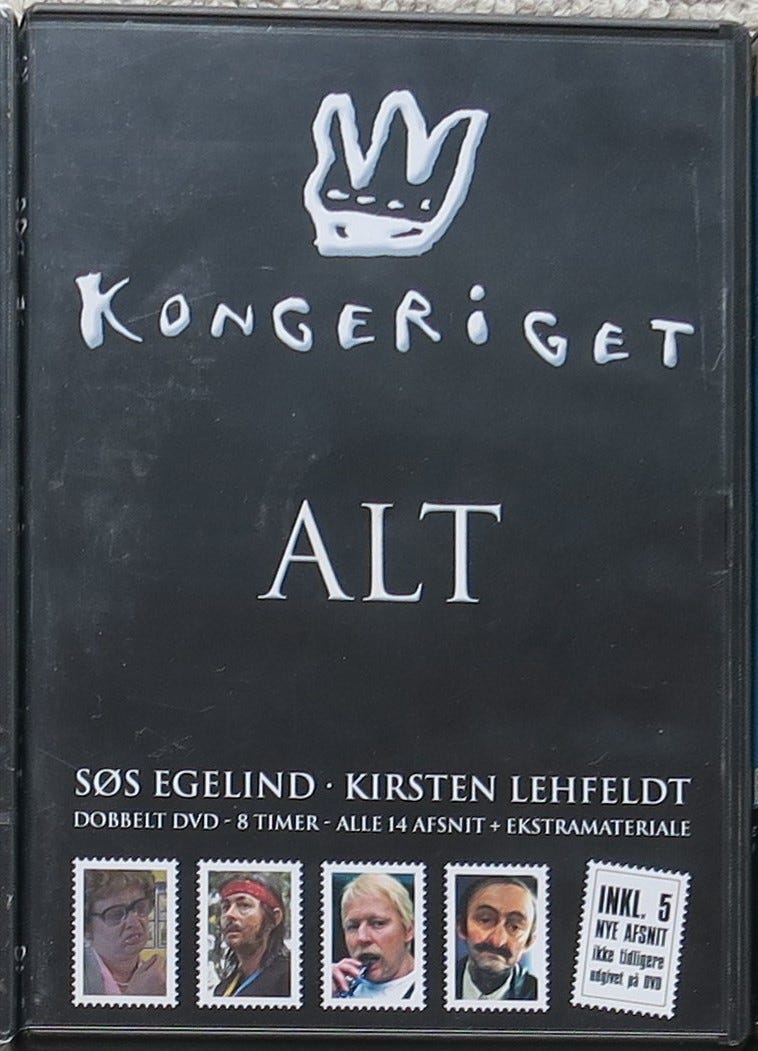 KONGERiGET
ALT
SØS EGELIND · KIRSTEN LEHFELDT
DOBBELT DVD - 8 TIMER - ALLE 14 AFSNIT + EKSTRAMATERIALE
INKL. 5
NYE AFSNIT
ikke tidligere
udgivet på DVD